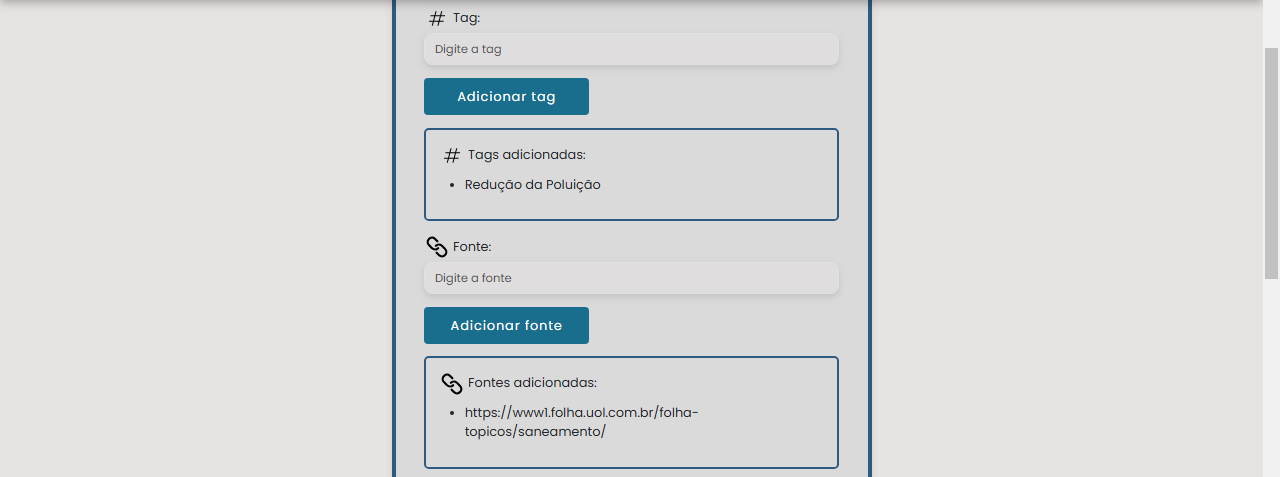 # Tag:
Digite a tag
Adicionar tag
# Tags adicionadas:
• Redução da Poluição
Fonte:
Digite a fonte
Adicionar fonte
Fontes adicionadas:
• https://www1.folha.uol.com.br/folha-
topicos/saneamento/